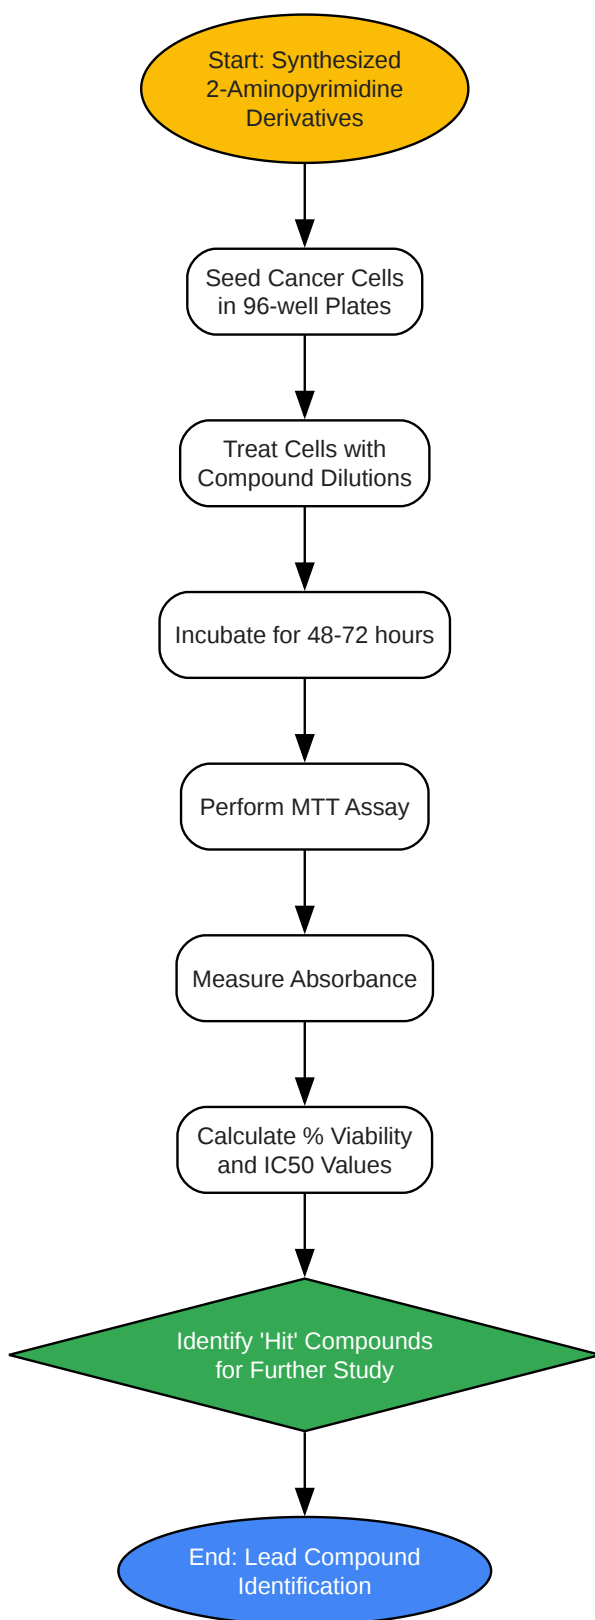 Start: Synthesized
2-Aminopyrimidine
Derivatives
Seed Cancer Cells
in 96-well Plates
Treat Cells with
Compound Dilutions
Incubate for 48-72 hours
Perform MTT Assay
Measure Absorbance
Calculate % Viability
and IC50 Values
Identify 'Hit' Compounds
for Further Study
End: Lead Compound
Identification